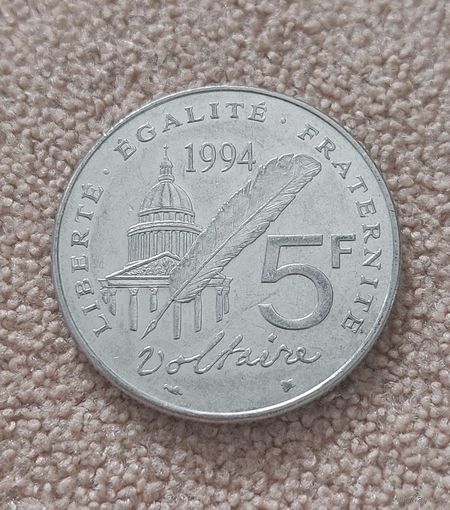 LIBERTÉ · ÉGALITÉ · FRATERNITÉ
1994
5F
Voltaire